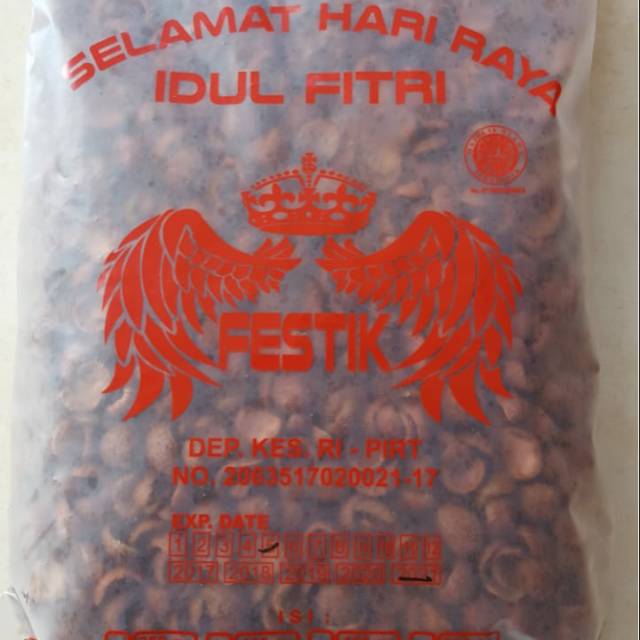 SELAMAT HARI RAYA
IDUL FITRI
FESTIK
DEP. KES. RI - PIRT
NO. 2063517020021-17
EXP. DATE
1 2 3 4 5 6 7 8 9 10 11 12
2017 2018 2019 2020 2021
ISI :